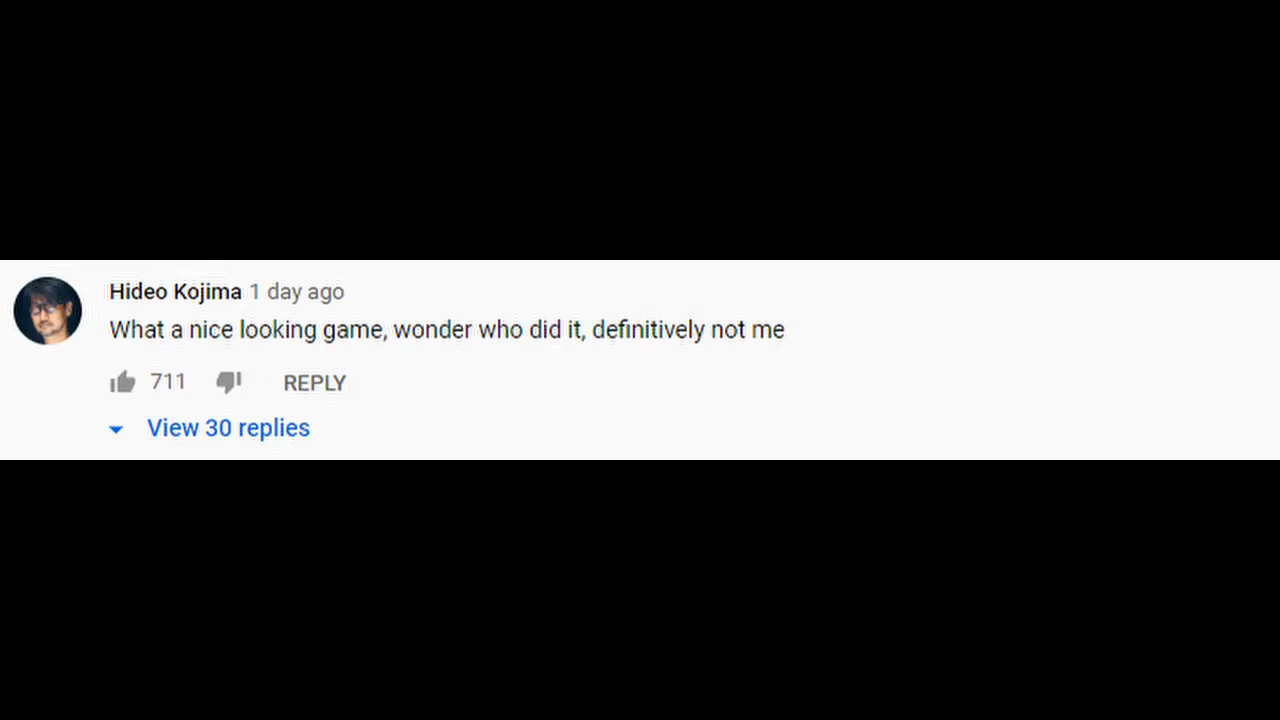 Hideo Kojima 1 day ago
What a nice looking game, wonder who did it, definitively not me
711 REPLY
View 30 replies